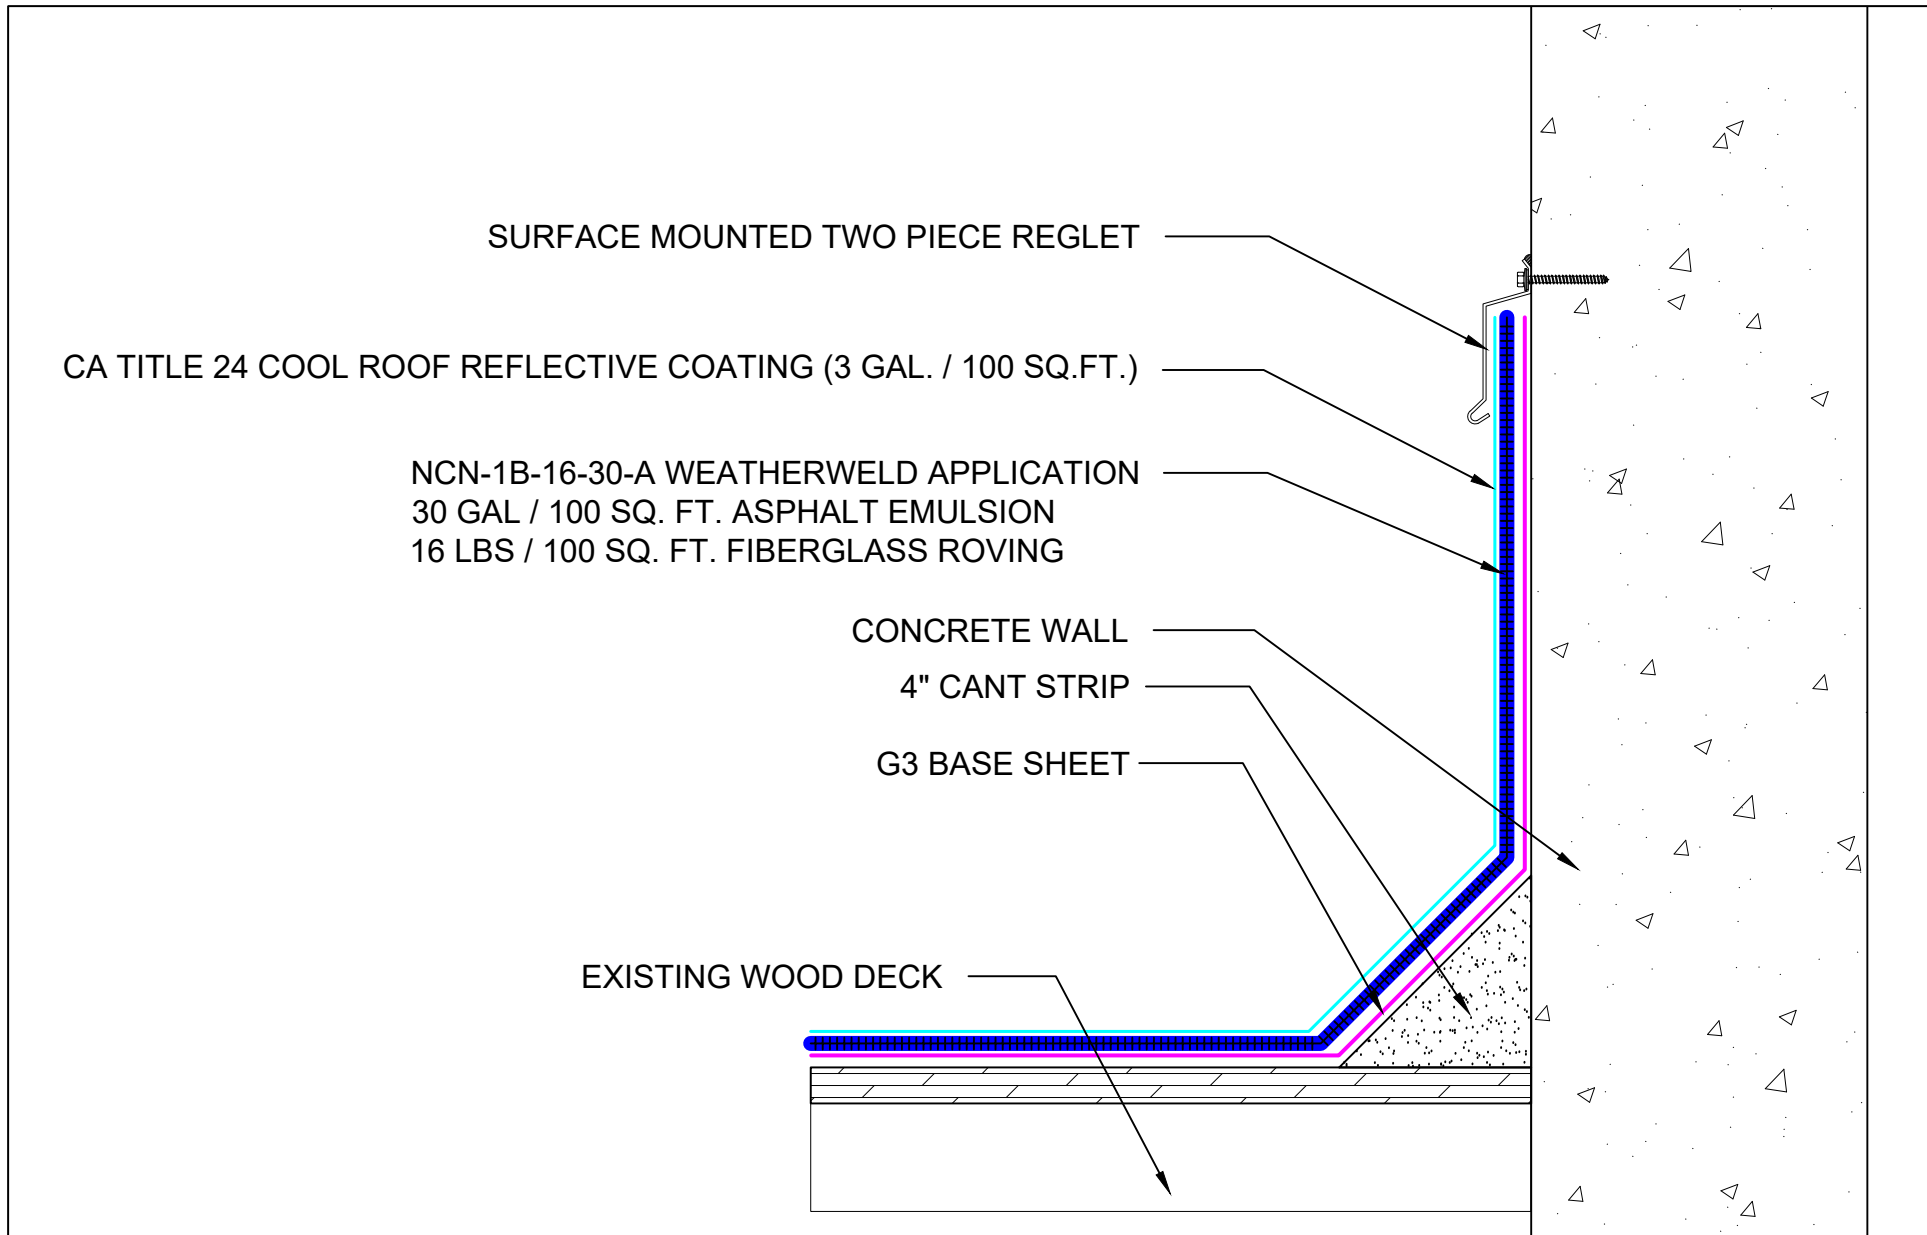 SURFACE MOUNTED TWO PIECE REGLET
CA TITLE 24 COOL ROOF REFLECTIVE COATING (3 GAL. / 100 SQ.FT.)
NCN-1B-16-30-A WEATHERWELD APPLICATION
30 GAL / 100 SQ. FT. ASPHALT EMULSION
16 LBS / 100 SQ. FT. FIBERGLASS ROVING
CONCRETE WALL
4" CANT STRIP
G3 BASE SHEET
EXISTING WOOD DECK